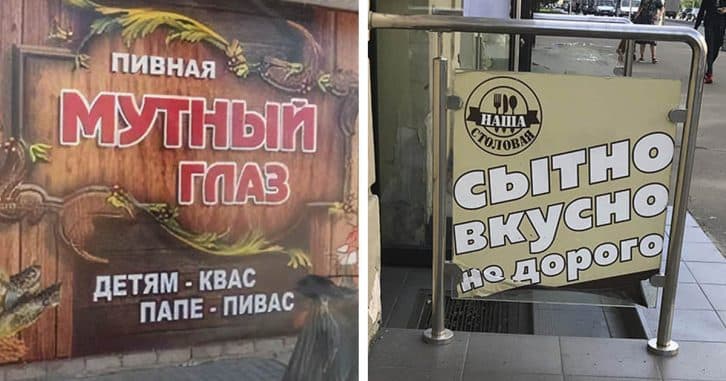 ПИВНАЯ
МУТНЫЙ
ГЛАЗ
ДЕТЯМ - КВАС
ПАПЕ - ПИВАС
НАША
СТОЛОВАЯ
СЫТНО
ВКУСНО
не дорого